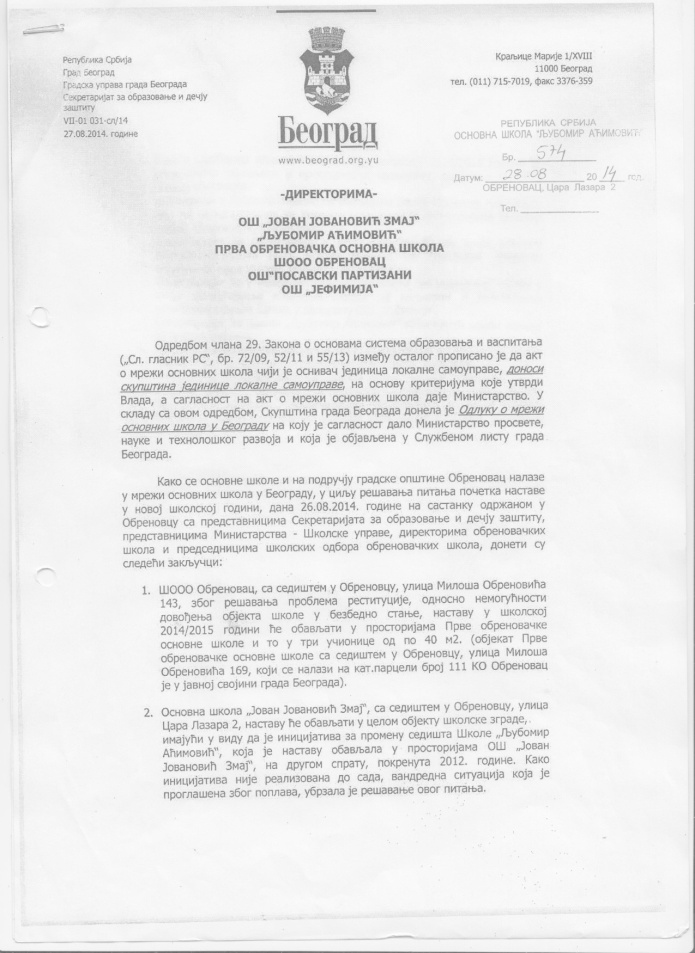 Република Србија
Град Београд
Градска управа града Београда
Секретаријат за образовање и дечју
заштиту
VII-01 031-сл/14
27.08.2014. године
Београд
www.beograd.org.yu
Краљице Марије 1/XVIII
11000 Београд
тел. (011) 715-7019, факс 3376-359
РЕПУБЛИКА СРБИЈА
ОСНОВНА ШКОЛА "ЉУБОМИР АЋИМОВИЋ"
Бр. 574
Датум: 28 08 2014 год.
ОБРЕНОВАЦ, Цара Лазара 2
Тел.
-ДИРЕКТОРИМА-
ОШ „ЈОВАН ЈОВАНОВИЋ ЗМАЈ“
„ЉУБОМИР АЋИМОВИЋ“
ПРВА ОБРЕНОВАЧКА ОСНОВНА ШКОЛА
ШООО ОБРЕНОВАЦ
ОШ“ПОСАВСКИ ПАРТИЗАНИ
ОШ „ЈЕФИМИЈА“
Одредбом члана 29. Закона о основама система образовања и васпитања
(„Сл. гласник РС“, бр. 72/09, 52/11 и 55/13) између осталог прописано је да акт
о мрежи основних школа чији је оснивач јединица локалне самоуправе, доноси
скупштина јединице локалне самоуправе, на основу критеријума које утврди
Влада, а сагласност на акт о мрежи основних школа даје Министарство. У
складу са овом одредбом, Скупштина града Београда донела је Одлуку о мрежи
основних школа у Београду на коју је сагласност дало Министарство просвете,
науке и технолошког развоја и која је објављена у Службеном листу града
Београда.
Како се основне школе и на подручју градске општине Обреновац налазе
у мрежи основних школа у Београду, у циљу решавања питања почетка наставе
у новој школској години, дана 26.08.2014. године на састанку одржаном у
Обреновцу са представницима Секретаријата за образовање и дечју заштиту,
представницима Министарства - Школске управе, директорима обреновачких
школа и председницима школских одбора обреновачких школа, донети су
следећи закључци:
1. ШООО Обреновац, са седиштем у Обреновцу, улица Милоша Обреновића
143, због решавања проблема реституције, односно немогућности
довођења објекта школе у безбедно стање, наставу у школској
2014/2015 години ће обављати у просторијама Прве обреновачке
основне школе и то у три учионице од по 40 м2. (објекат Прве
обреновачке основне школе са седиштем у Обреновцу, улица Милоша
Обреновића 169, који се налази на кат.парцели број 111 КО Обреновац
је у јавној својини града Београда).
2. Основна школа „Јован Јовановић Змај“, са седиштем у Обреновцу, улица
Цара Лазара 2, наставу ће обављати у целом објекту школске зграде,
имајући у виду да је иницијатива за промену седишта Школе „Љубомир
Аћимовић“, која је наставу обављала у просторијама ОШ „Јован
Јовановић Змај“, на другом спрату, покренута 2012. године. Како
иницијатива није реализована до сада, вандредна ситуација која је
проглашена због поплава, убрзала је решавање овог питања.